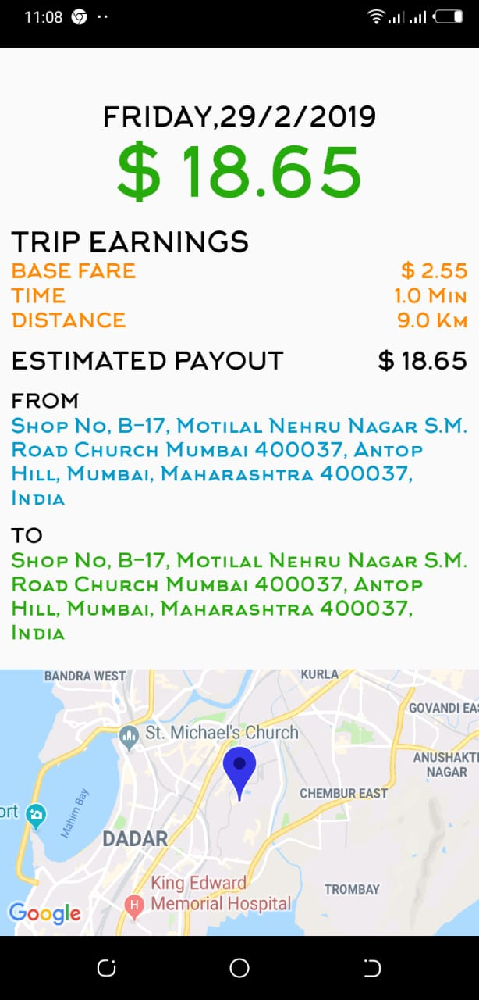 11:08
FRIDAY,29/2/2019
$ 18.65
TRIP EARNINGS
BASE FARE $ 2.55
TIME 1.0 Min
DISTANCE 9.0 Km
ESTIMATED PAYOUT $ 18.65
FROM
Shop No, B-17, Motilal Nehru Nagar S.M.
Road Church Mumbai 400037, Antop
Hill, Mumbai, Maharashtra 400037,
India
TO
Shop No, B-17, Motilal Nehru Nagar S.M.
Road Church Mumbai 400037, Antop
Hill, Mumbai, Maharashtra 400037,
India
BANDRA WEST
KURLA
GOVANDI EAS
St. Michael's Church
ANUSHAKTI
NAGAR
CHEMBUR EAST
ort
Mahim Bay
DADAR
King Edward
Memorial Hospital
TROMBAY
H
Google